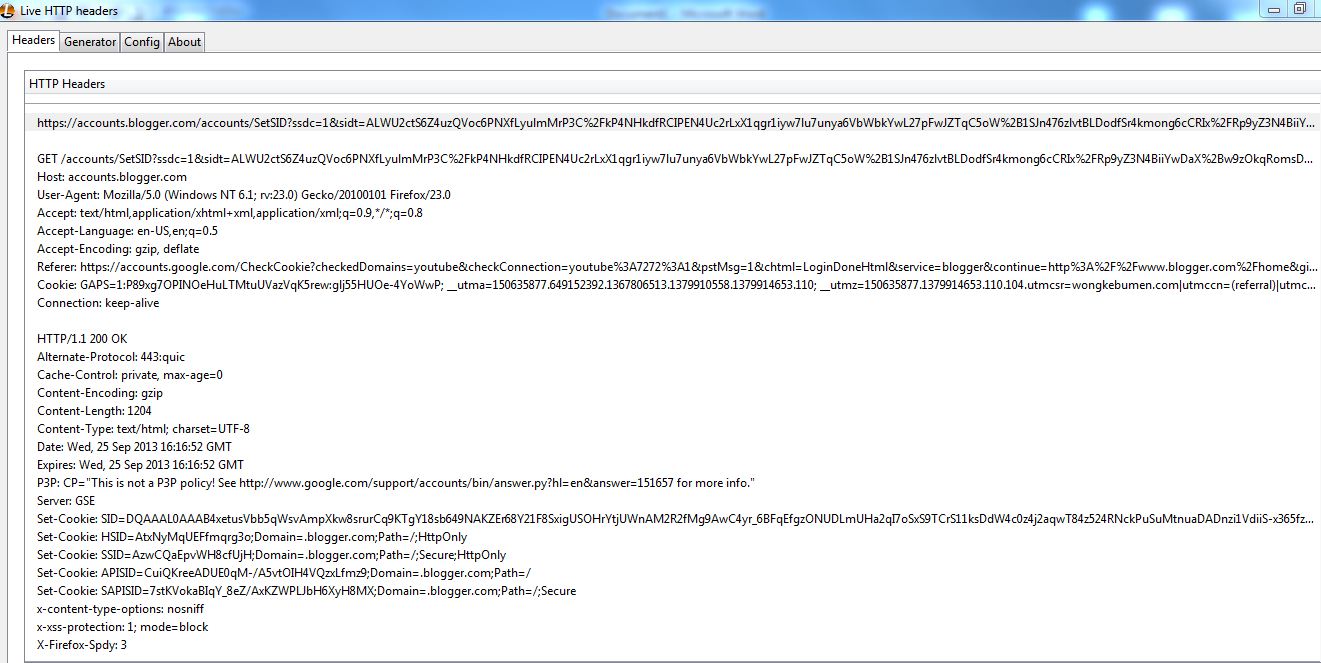 Live HTTP headers
Headers Generator Config About
HTTP Headers
https://accounts.blogger.com/accounts/SetSID?ssdc=1&sidt=ALWU2ctS6Z4uzQVoc6PNXfLyuImMrP3C%2FkP4NHkdfRCIPEN4Uc2rLxX1qgr1iyw7Iu7unya6VbWbkYwL27pFwJZTqC5oW%2B1SJn476zIvtBLDodfSr4kmong6cCRIx%2FRp9yZ3N4BiiY...
GET /accounts/SetSID?ssdc=1&sidt=ALWU2ctS6Z4uzQVoc6PNXfLyuImMrP3C%2FkP4NHkdfRCIPEN4Uc2rLxX1qgr1iyw7Iu7unya6VbWbkYwL27pFwJZTqC5oW%2B1SJn476zIvtBLDodfSr4kmong6cCRIx%2FRp9yZ3N4BiiYwDaX%2Bw9zOkqRomsD...
Host: accounts.blogger.com
User-Agent: Mozilla/5.0 (Windows NT 6.1; rv:23.0) Gecko/20100101 Firefox/23.0
Accept: text/html,application/xhtml+xml,application/xml;q=0.9,*/*;q=0.8
Accept-Language: en-US,en;q=0.5
Accept-Encoding: gzip, deflate
Referer: https://accounts.google.com/CheckCookie?checkedDomains=youtube&checkConnection=youtube%3A7272%3A1&pstMsg=1&chtml=LoginDoneHtml&service=blogger&continue=http%3A%2F%2Fwww.blogger.com%2Fhome&gi...
Cookie: GAPS=1:P89xg7OPINOeHuLTMtuUVazVqK5rew:gIj55HUOe-4YoWwP; __utma=150635877.649152392.1367806513.1379910558.1379914653.110; __utmz=150635877.1379914653.110.104.utmcsr=wongkebumen.com|utmccn=(referral)|utmc...
Connection: keep-alive
HTTP/1.1 200 OK
Alternate-Protocol: 443:quic
Cache-Control: private, max-age=0
Content-Encoding: gzip
Content-Length: 1204
Content-Type: text/html; charset=UTF-8
Date: Wed, 25 Sep 2013 16:16:52 GMT
Expires: Wed, 25 Sep 2013 16:16:52 GMT
P3P: CP="This is not a P3P policy! See http://www.google.com/support/accounts/bin/answer.py?hl=en&answer=151657 for more info."
Server: GSE
Set-Cookie: SID=DQAAAL0AAAB4xetusVbb5qWsvAmpXkw8srurCq9KTgY18sb649NAKZEr68Y21F8SxigUSOHrYtjUWnAM2R2fMg9AwC4yr_6BFqEfgzONUDLmUHa2qI7oSxS9TCrS11ksDdW4c0z4j2aqwT84z524RNckPuSuMtnuaDADnzi1VdiiS-x365fz...
Set-Cookie: HSID=AtxNyMqUEFfmqrg3o;Domain=.blogger.com;Path=/;HttpOnly
Set-Cookie: SSID=AzwCQaEpvWH8cfUjH;Domain=.blogger.com;Path=/;Secure;HttpOnly
Set-Cookie: APISID=CuiQKreeADUE0qM-/A5vtOIH4VQzxLfmz9;Domain=.blogger.com;Path=/
Set-Cookie: SAPISID=7stKVokaBIqY_8eZ/AxKZWPLJbH6XyH8MX;Domain=.blogger.com;Path=/;Secure
x-content-type-options: nosniff
x-xss-protection: 1; mode=block
X-Firefox-Spdy: 3